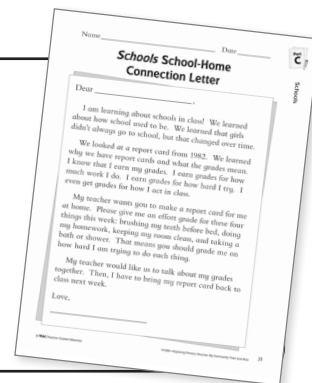 Name Date
Part
C
Schools
Schools School-Home
Connection Letter
Dear ,
I am learning about schools in class! We learned
about how school used to be. We learned that girls
didn't always go to school, but that changed over time.
We looked at a report card from 1982. We learned
why we have report cards and what the grades mean.
I know that I earn my grades. I earn grades for how
much work I do. I earn grades for how hard I try. I
even get grades for how I act in class.
My teacher wants you to make a report card for me
at home. Please give me an effort grade for these four
things this week: brushing my teeth before bed, doing
my homework, keeping my room clean, and taking a
bath or shower. That means you should grade me on
how hard I am trying to do each thing.
My teacher would like us to talk about my grades
together. Then, I have to bring my report card back to
class next week.
Love,